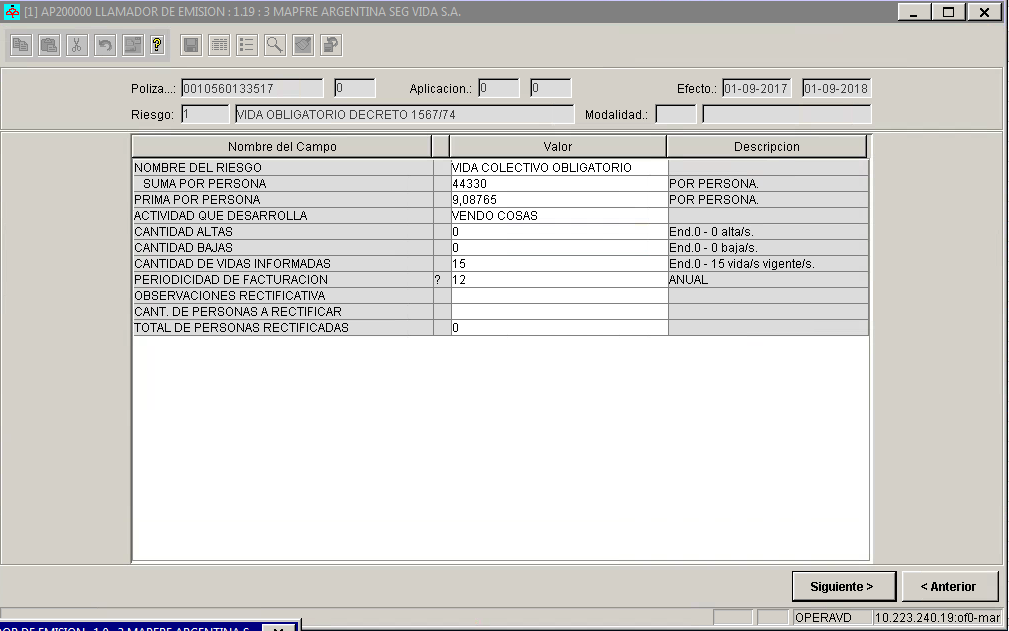 [1] AP200000 LLAMADOR DE EMISION : 1.19 : 3 MAPFRE ARGENTINA SEG VIDA S.A.
Poliza...: 0010560133517 0 Aplicacion.: 0 0 Efecto.: 01-09-2017 01-09-2018
Riesgo: 1 VIDA OBLIGATORIO DECRETO 1567/74 Modalidad.:
Nombre del Campo Valor Descripcion
NOMBRE DEL RIESGO VIDA COLECTIVO OBLIGATORIO
SUMA POR PERSONA 44330 POR PERSONA.
PRIMA POR PERSONA 9,08765 POR PERSONA.
ACTIVIDAD QUE DESARROLLA VENDO COSAS
CANTIDAD ALTAS 0 End.0 - 0 alta/s.
CANTIDAD BAJAS 0 End.0 - 0 baja/s.
CANTIDAD DE VIDAS INFORMADAS 15 End.0 - 15 vida/s vigente/s.
PERIODICIDAD DE FACTURACION ? 12 ANUAL
OBSERVACIONES RECTIFICATIVA
CANT. DE PERSONAS A RECTIFICAR
TOTAL DE PERSONAS RECTIFICADAS 0
Siguiente > < Anterior
OPERAVD 10.223.240.19:of0-mar